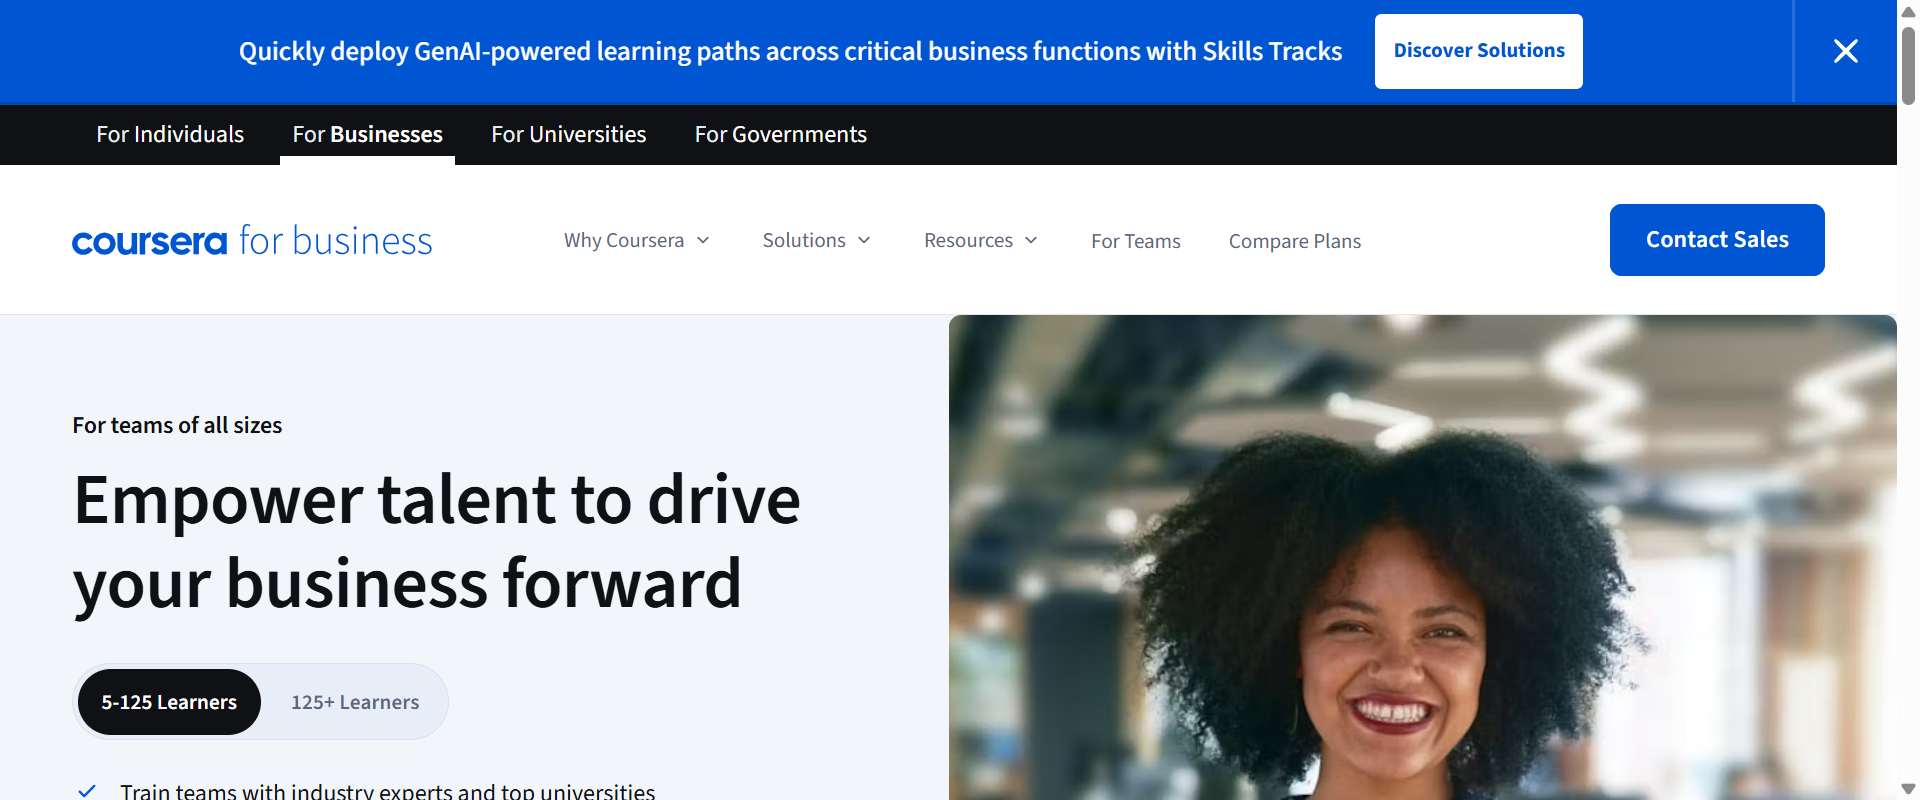 Quickly deploy GenAI-powered learning paths across critical business functions with Skills Tracks
Discover Solutions
For Individuals
For Businesses
For Universities
For Governments
coursera for business
Why Coursera
Solutions
Resources
For Teams
Compare Plans
Contact Sales
For teams of all sizes
Empower talent to drive
your business forward
5-125 Learners
125+ Learners
Train teams with industry experts and top universities